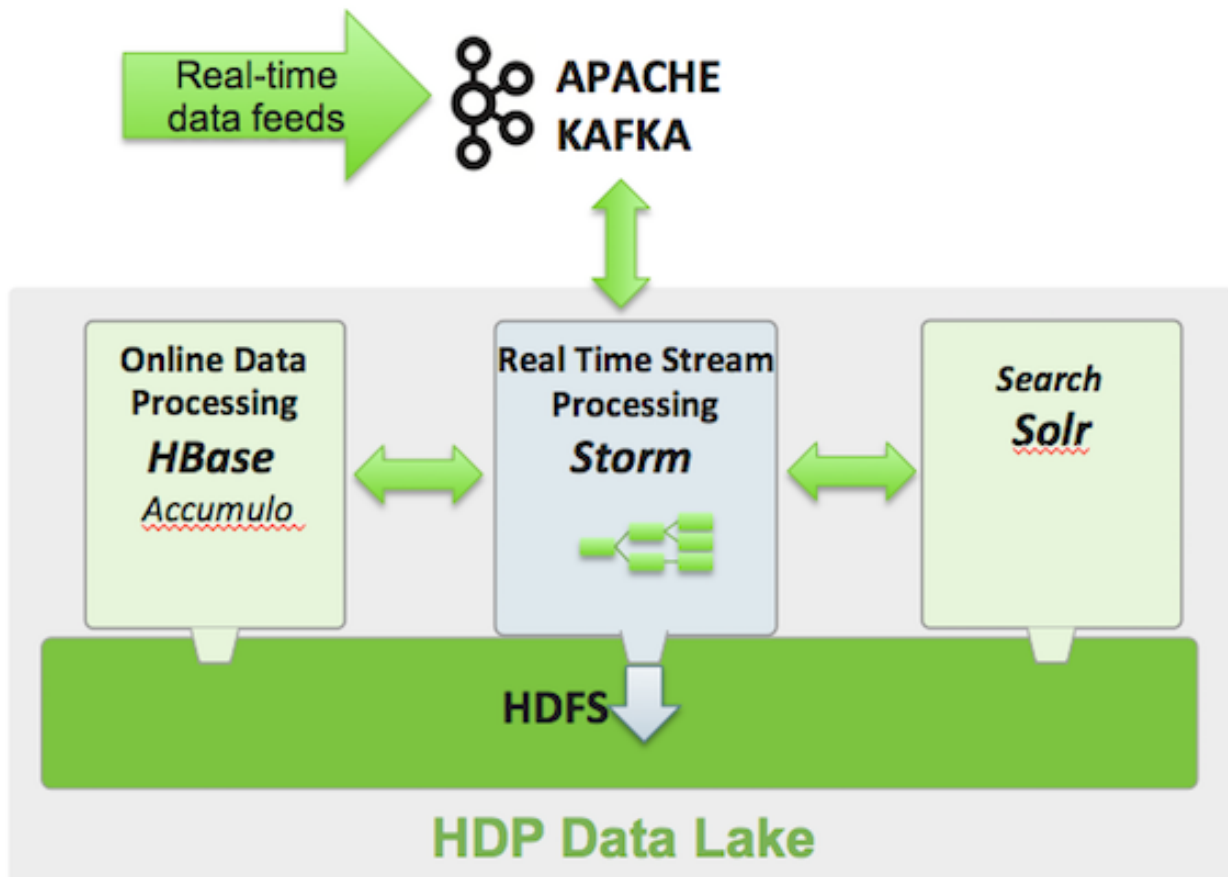 Real-time
data feeds
APACHE
KAFKA
Online Data
Processing
HBase
Accumulo
Real Time Stream
Processing
Storm
Search
Solr
HDFS
HDP Data Lake